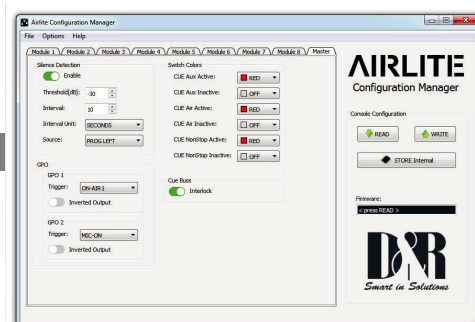 Airlite Configuration Manager
File Options Help
Module 1 Module 2 Module 3 Module 4 Module 5 Module 6 Module 7 Module 8 Master
Silence Detection
Enable
Threshold[dB]: -30
Interval: 10
Interval Unit: SECONDS
Source: PROG LEFT
Switch Colors
CUE Aux Active: RED
CUE Aux Inactive: OFF
CUE Air Active: RED
CUE Air Inactive: OFF
CUE NonStop Active: RED
CUE NonStop Inactive: OFF
GPO
GPO 1
Trigger: ON-AIR1
Inverted Output
GPO 2
Trigger: MIC-ON
Inverted Output
Cue Buss
Interlock
AIRLITE
Configuration Manager
Console Configuration
READ WRITE
STORE Internal
Firmware:
< press READ >
D&R
Smart in Solutions